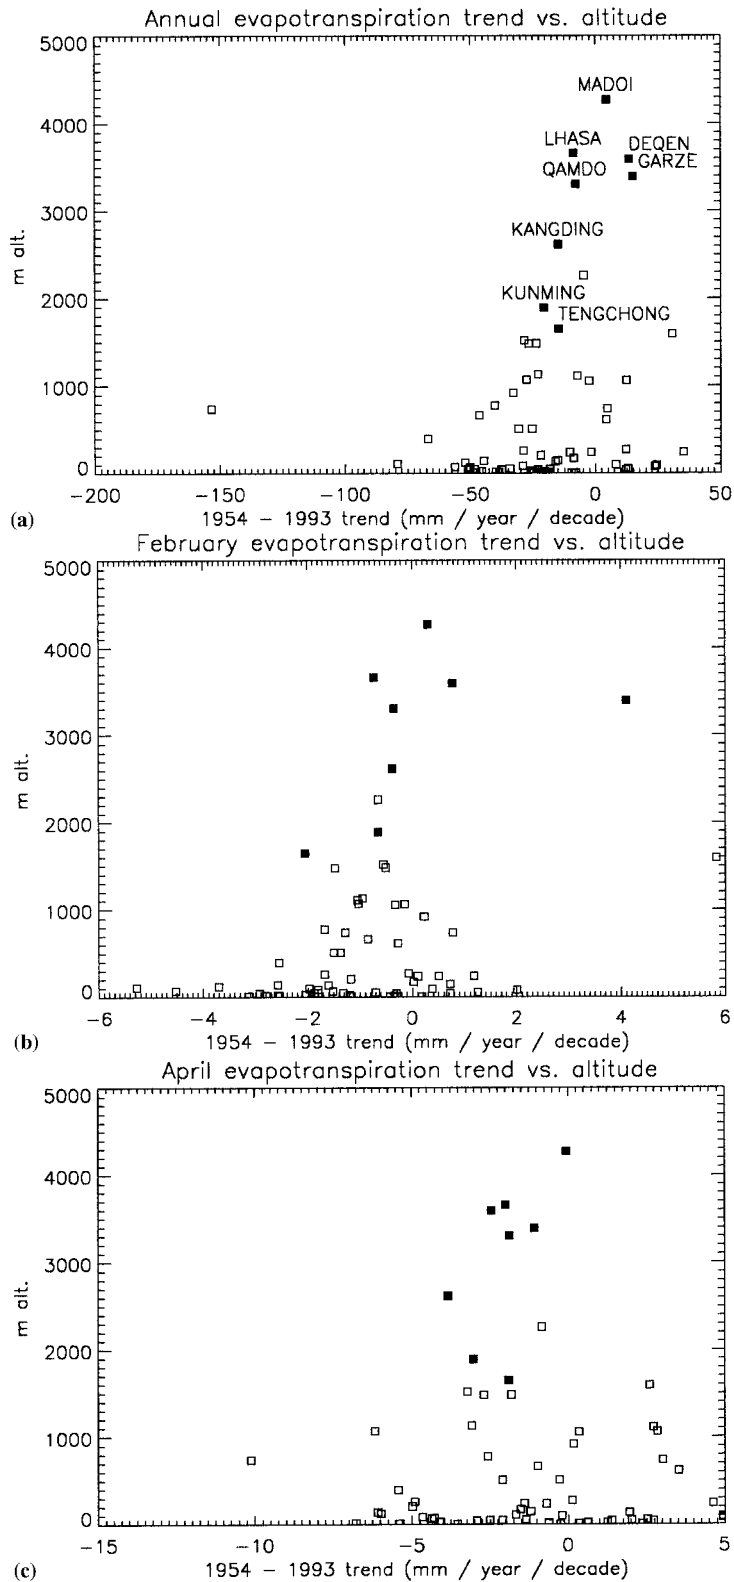 Annual evapotranspiration trend vs. altitude
5000
4000
3000
2000
1000
0
m alt.
MADOI
LHASA
DEQEN
QAMDO
GARZE
KANGDING
KUNMING
TENGCHONG
−200 −150 −100 −50 0 50
(a) 1954 − 1993 trend (mm / year / decade)
February evapotranspiration trend vs. altitude
5000
4000
3000
2000
1000
0
m alt.
−6 −4 −2 0 2 4 6
(b) 1954 − 1993 trend (mm / year / decade)
April evapotranspiration trend vs. altitude
5000
4000
3000
2000
1000
0
m alt.
−15 −10 −5 0 5
(c) 1954 − 1993 trend (mm / year / decade)